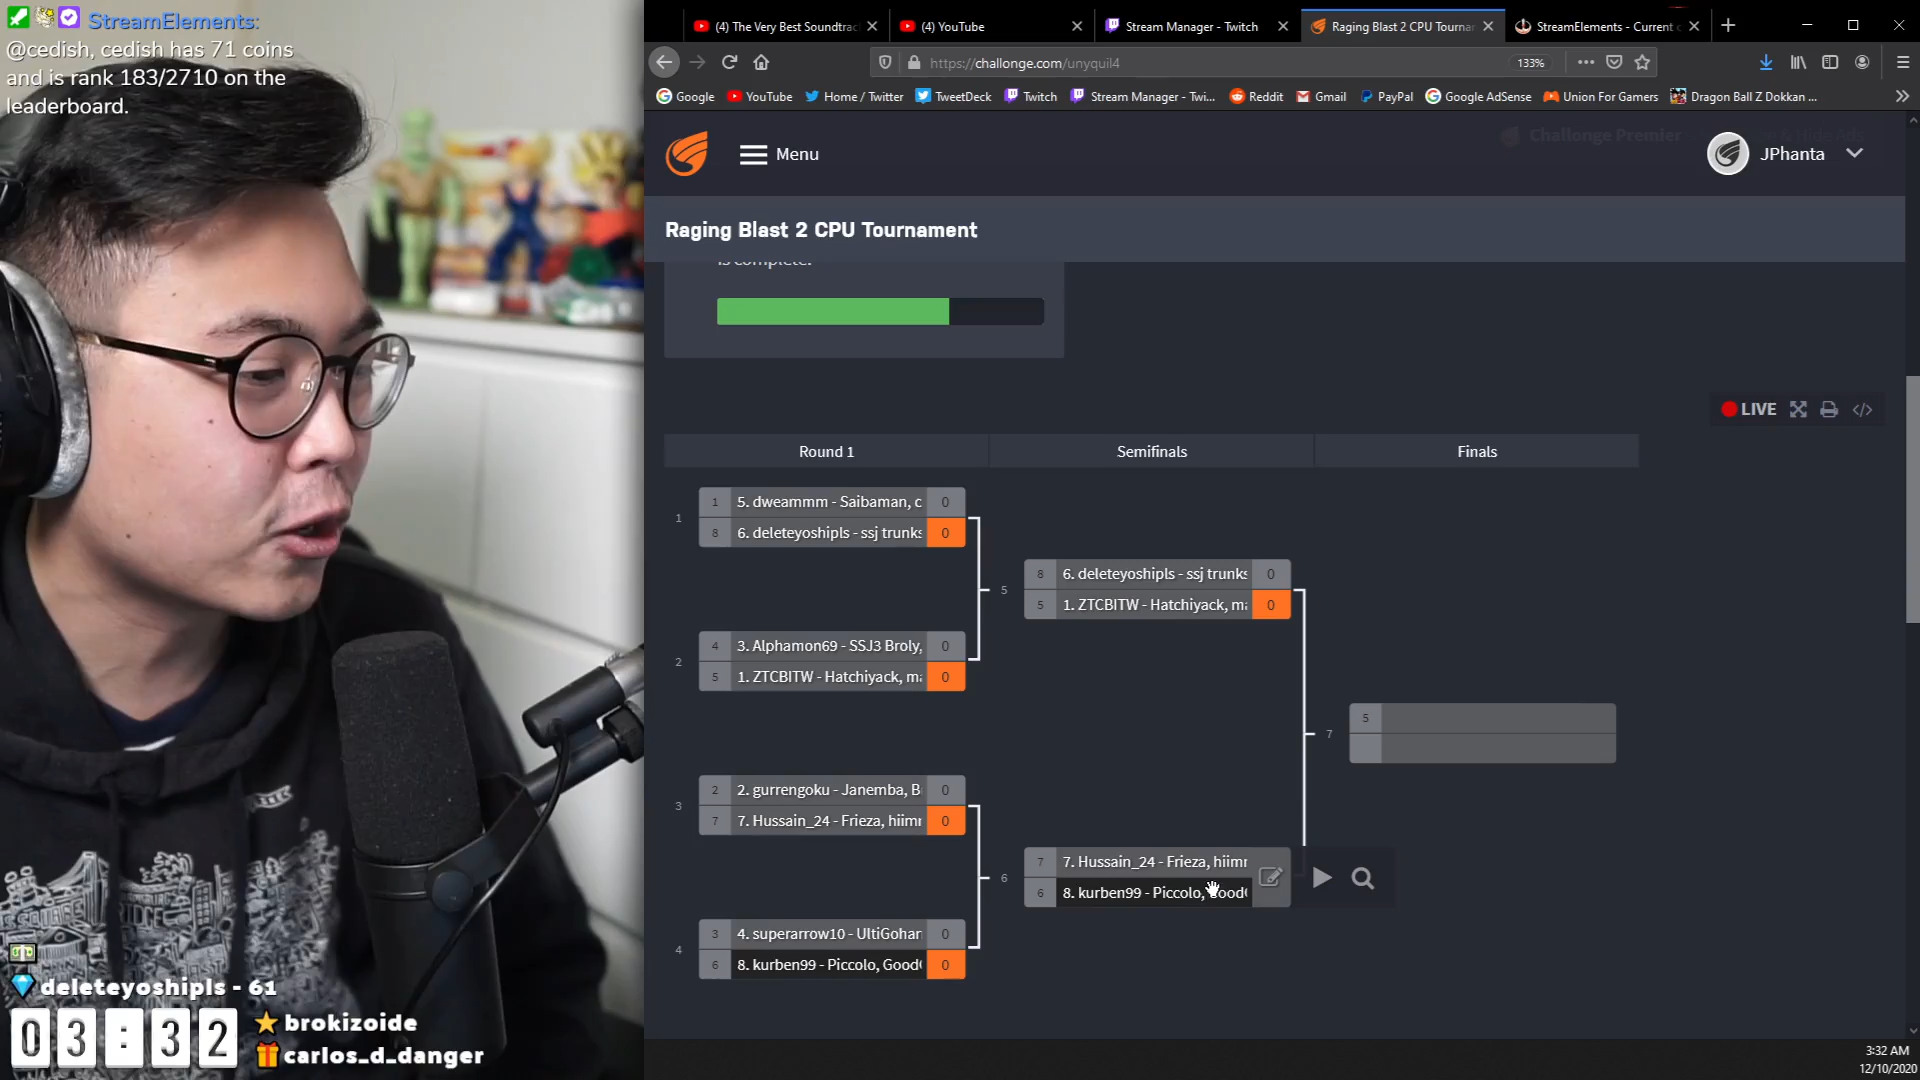 StreamElements:
@cedish, cedish has 71 coins
and is rank 183/2710 on the
leaderboard.
deleteyoshipls - 61
03:32
brokizoide
carlos_d_danger
(4) The Very Best Soundtrac
(4) YouTube
Stream Manager - Twitch
Raging Blast 2 CPU Tournam
StreamElements - Current c
https://challonge.com/unyquil4
133%
Google
YouTube
Home / Twitter
TweetDeck
Twitch
Stream Manager - Twi...
Reddit
Gmail
PayPal
Google AdSense
Union For Gamers
Dragon Ball Z Dokkan ...
Menu
Challonge Premier
JPhanta
Raging Blast 2 CPU Tournament
is complete.
LIVE
Round 1
Semifinals
Finals
1
1 5. dweammm - Saibaman, c 0
8 6. deleteyoshipls - ssj trunks 0
2
4 3. Alphamon69 - SSJ3 Broly, 0
5 1. ZTCBITW - Hatchiyack, ma 0
3
2 2. gurrengoku - Janemba, B 0
7 7. Hussain_24 - Frieza, hiimr 0
4
3 4. superarrow10 - UltiGohan 0
6 8. kurben99 - Piccolo, Good 0
5
8 6. deleteyoshipls - ssj trunks 0
5 1. ZTCBITW - Hatchiyack, ma 0
6
7 7. Hussain_24 - Frieza, hiimr
6 8. kurben99 - Piccolo, Good
7
5
3:32 AM
12/10/2020